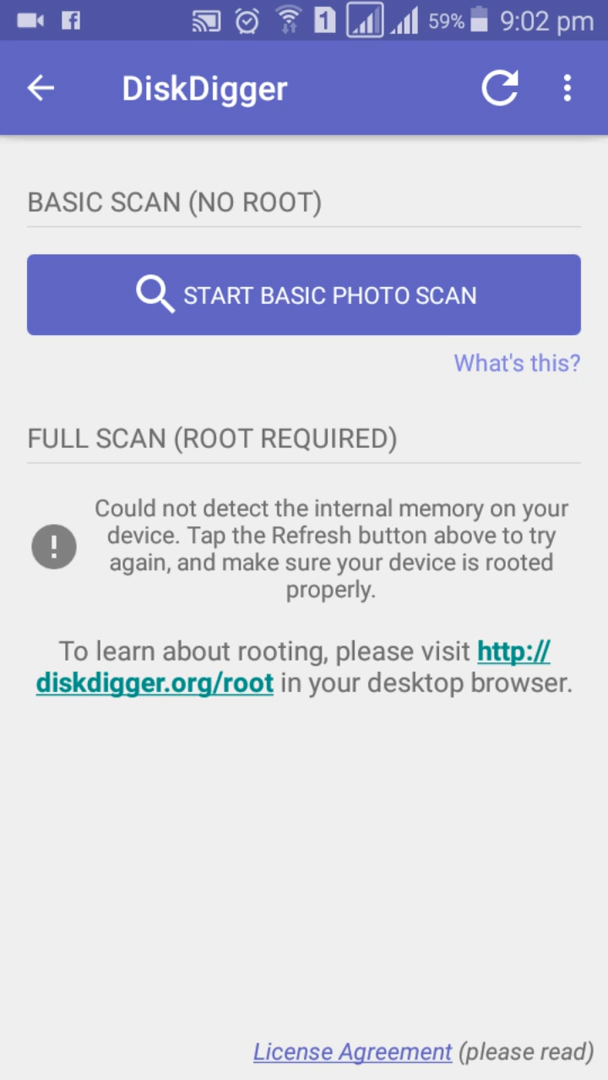 1 59% 9:02 pm
DiskDigger
BASIC SCAN (NO ROOT)
START BASIC PHOTO SCAN
What's this?
FULL SCAN (ROOT REQUIRED)
Could not detect the internal memory on your
device. Tap the Refresh button above to try
again, and make sure your device is rooted
properly.
To learn about rooting, please visit http://
diskdigger.org/root in your desktop browser.
License Agreement (please read)